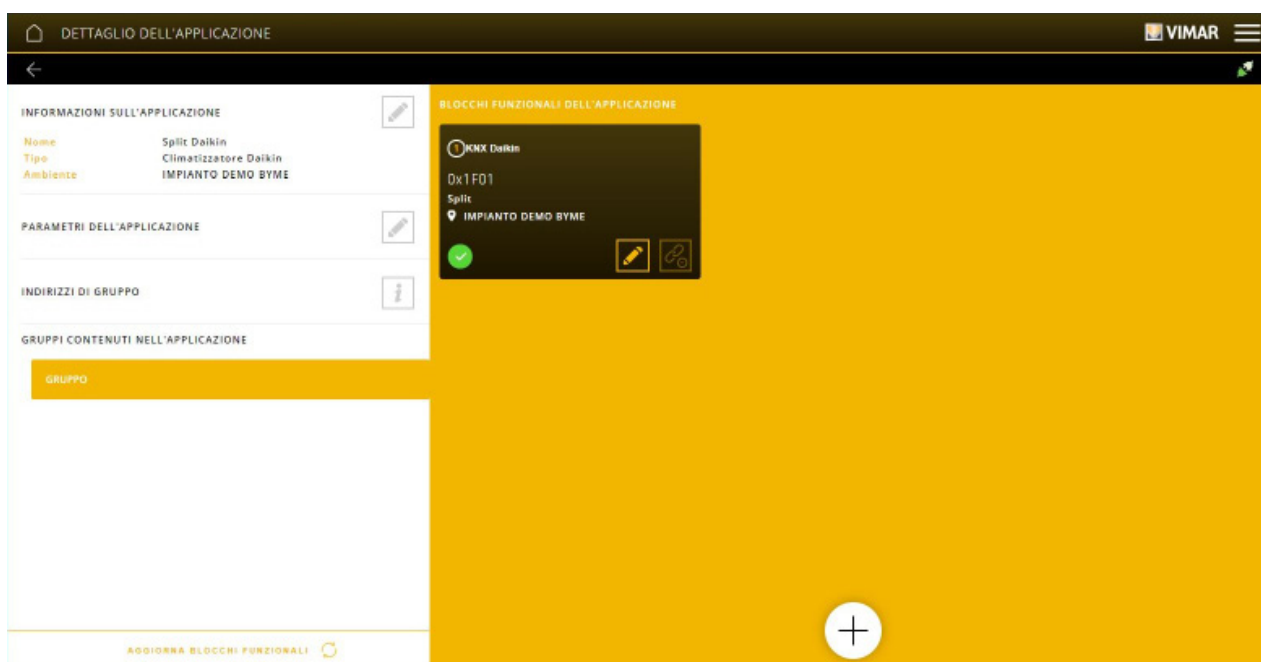 DETTAGLIO DELL'APPLICAZIONE
VIMAR
INFORMAZIONI SULL'APPLICAZIONE
Nome Split Daikin
Tipo Climatizzatore Daikin
Ambiente IMPIANTO DEMO BYME
PARAMETRI DELL'APPLICAZIONE
INDIRIZZI DI GRUPPO
i
GRUPPI CONTENUTI NELL'APPLICAZIONE
GRUPPO
AGGIORNA BLOCCHI FUNZIONALI
BLOCCHI FUNZIONALI DELL'APPLICAZIONE
1 KNX Daikin
0x1F01
Split
IMPIANTO DEMO BYME